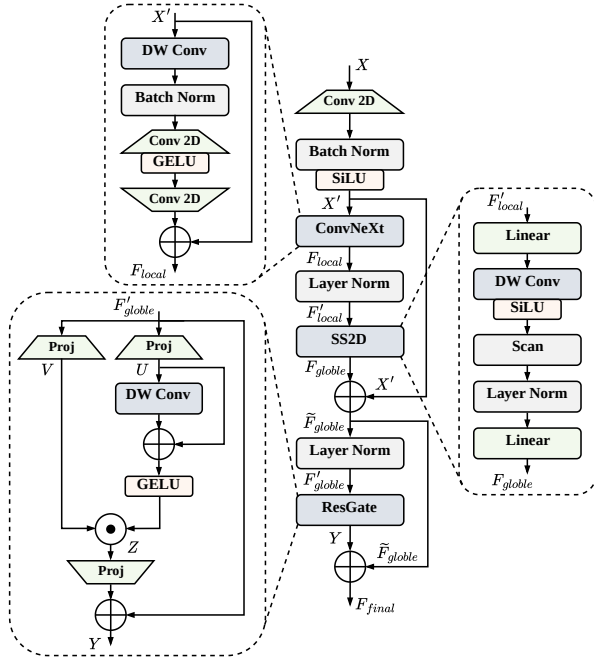 X′
DW Conv
Batch Norm
Conv 2D
GELU
Conv 2D
F_local
X
Conv 2D
Batch Norm
SiLU
X′
ConvNeXt
F_local
Layer Norm
F′_local
SS2D
F_globle
X′
F̃_globle
Layer Norm
F′_globle
ResGate
Y
F̃_globle
F_final
F′_local
Linear
DW Conv
SiLU
Scan
Layer Norm
Linear
F_globle
F′_globle
Proj
Proj
V
U
DW Conv
GELU
Z
Proj
Y